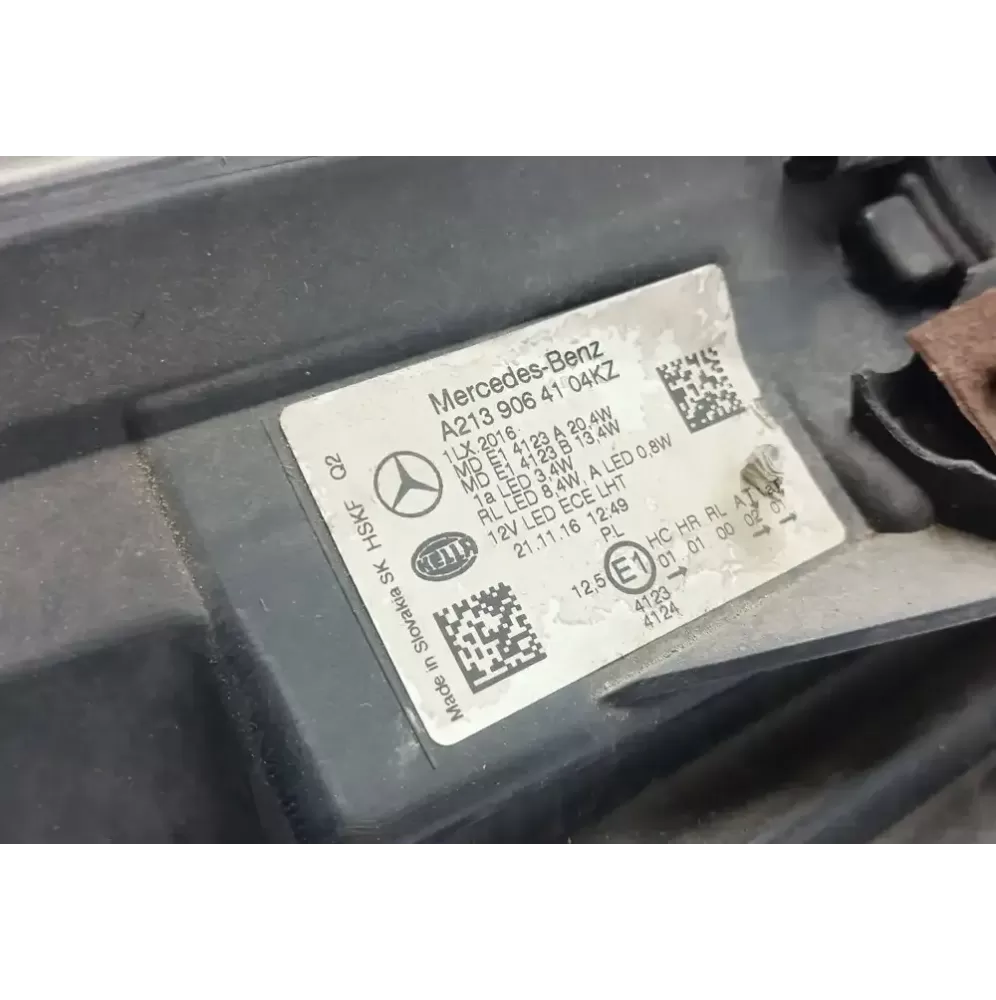 Mercedes-Benz
A213 906 41 04KZ
1LX.2016.
MD E1 4123 A 20,4W
MD E1 4123 B 13,4W
1a LED 3,4W
RL LED 8,4W, A LED 0,8W
12V LED ECE LHT
21.11.16 12:49
PL
12,5 E1 HC HR RL A
01 01 00 02
4123
4124
HELLA
Made in Slovakia SK HSKF Q2